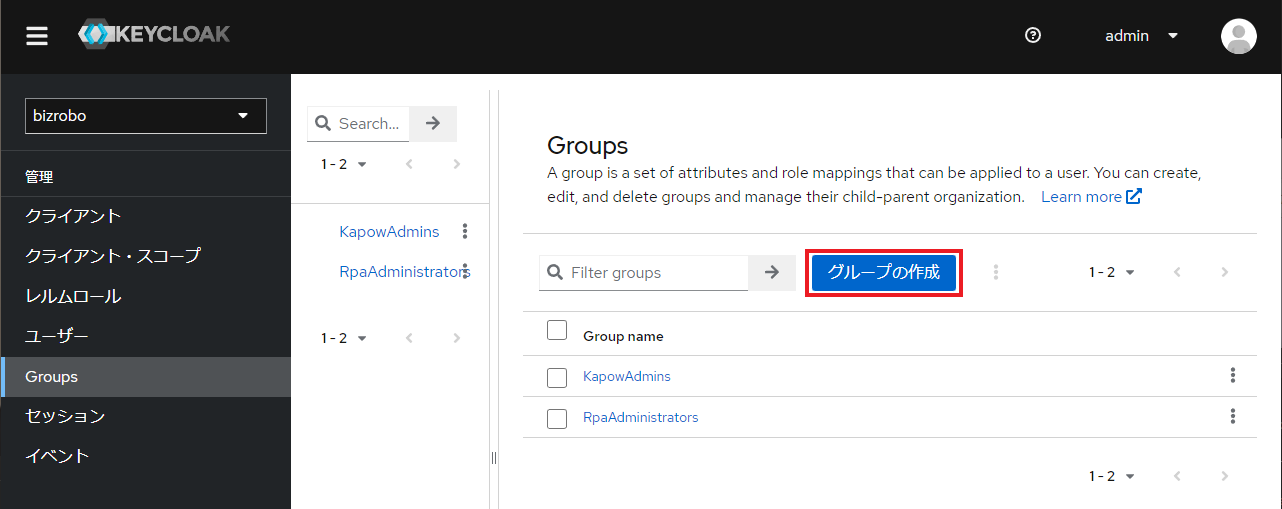 KEYCLOAK
admin
bizrobo
管理
クライアント
クライアント・スコープ
レルムロール
ユーザー
Groups
セッション
イベント
Search...
1 - 2
KapowAdmins
RpaAdministrators
1 - 2
Groups
A group is a set of attributes and role mappings that can be applied to a user. You can create,
edit, and delete groups and manage their child-parent organization. Learn more
Filter groups
グループの作成
1 - 2
Group name
KapowAdmins
RpaAdministrators
1 - 2